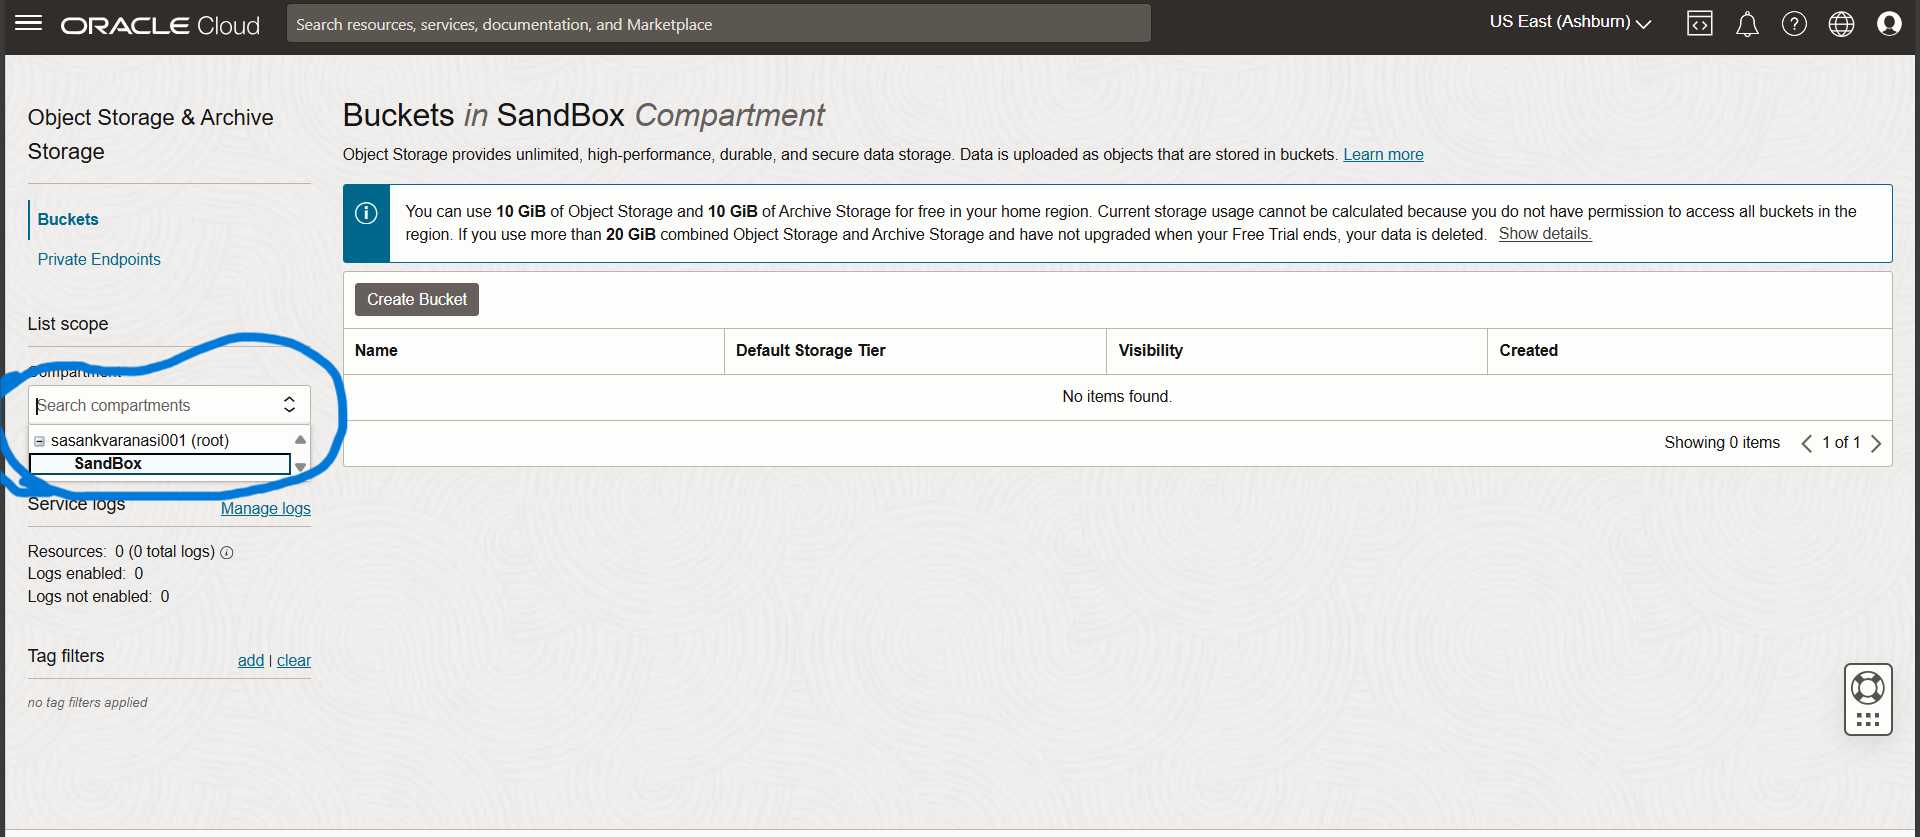 ORACLE Cloud
Search resources, services, documentation, and Marketplace
US East (Ashburn)
Object Storage & Archive
Storage
Buckets
Private Endpoints
List scope
Compartment
Search compartments
sasankvaranasi001 (root)
SandBox
Service logs
Manage logs
Resources: 0 (0 total logs)
Logs enabled: 0
Logs not enabled: 0
Tag filters
add | clear
no tag filters applied
Buckets in SandBox Compartment
Object Storage provides unlimited, high-performance, durable, and secure data storage. Data is uploaded as objects that are stored in buckets. Learn more
You can use 10 GiB of Object Storage and 10 GiB of Archive Storage for free in your home region. Current storage usage cannot be calculated because you do not have permission to access all buckets in the
region. If you use more than 20 GiB combined Object Storage and Archive Storage and have not upgraded when your Free Trial ends, your data is deleted. Show details.
Create Bucket
Name Default Storage Tier Visibility Created
No items found.
Showing 0 items 1 of 1